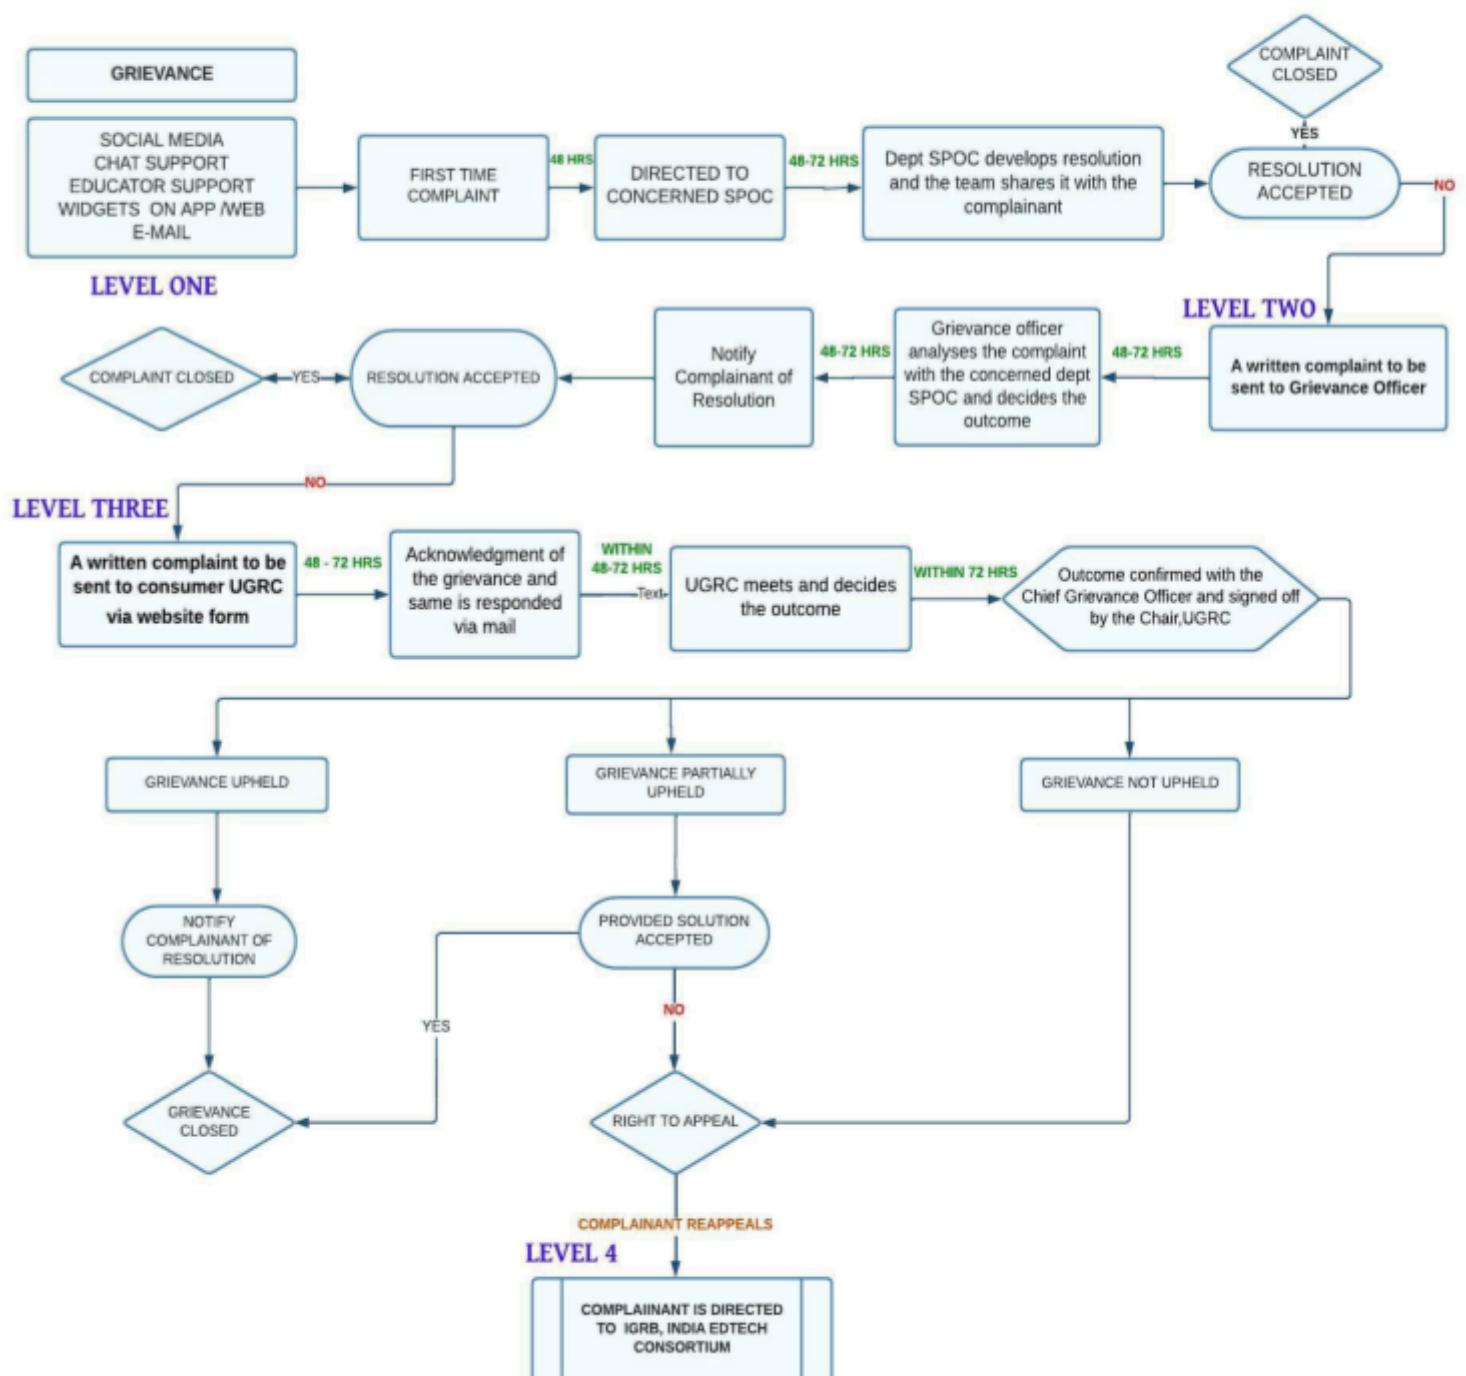 GRIEVANCE
SOCIAL MEDIA
CHAT SUPPORT
EDUCATOR SUPPORT
WIDGETS ON APP /WEB
E-MAIL
FIRST TIME
COMPLAINT
48 HRS
DIRECTED TO
CONCERNED SPOC
48-72 HRS
Dept SPOC develops resolution
and the team shares it with the
complainant
COMPLAINT
CLOSED
YES
RESOLUTION
ACCEPTED
NO
LEVEL ONE
LEVEL TWO
A written complaint to be
sent to Grievance Officer
48-72 HRS
Grievance officer
analyses the complaint
with the concerned dept
SPOC and decides the
outcome
48-72 HRS
Notify
Complainant of
Resolution
RESOLUTION ACCEPTED
YES
COMPLAINT CLOSED
NO
LEVEL THREE
A written complaint to be
sent to consumer UGRC
via website form
48 - 72 HRS
Acknowledgment of
the grievance and
same is responded
via mail
WITHIN
48-72 HRS
Text
UGRC meets and decides
the outcome
WITHIN 72 HRS
Outcome confirmed with the
Chief Grievance Officer and signed off
by the Chair,UGRC
GRIEVANCE UPHELD
GRIEVANCE PARTIALLY
UPHELD
GRIEVANCE NOT UPHELD
NOTIFY
COMPLAINANT OF
RESOLUTION
PROVIDED SOLUTION
ACCEPTED
NO
YES
GRIEVANCE
CLOSED
RIGHT TO APPEAL
COMPLAINANT REAPPEALS
LEVEL 4
COMPLAIINANT IS DIRECTED
TO IGRB, INDIA EDTECH
CONSORTIUM